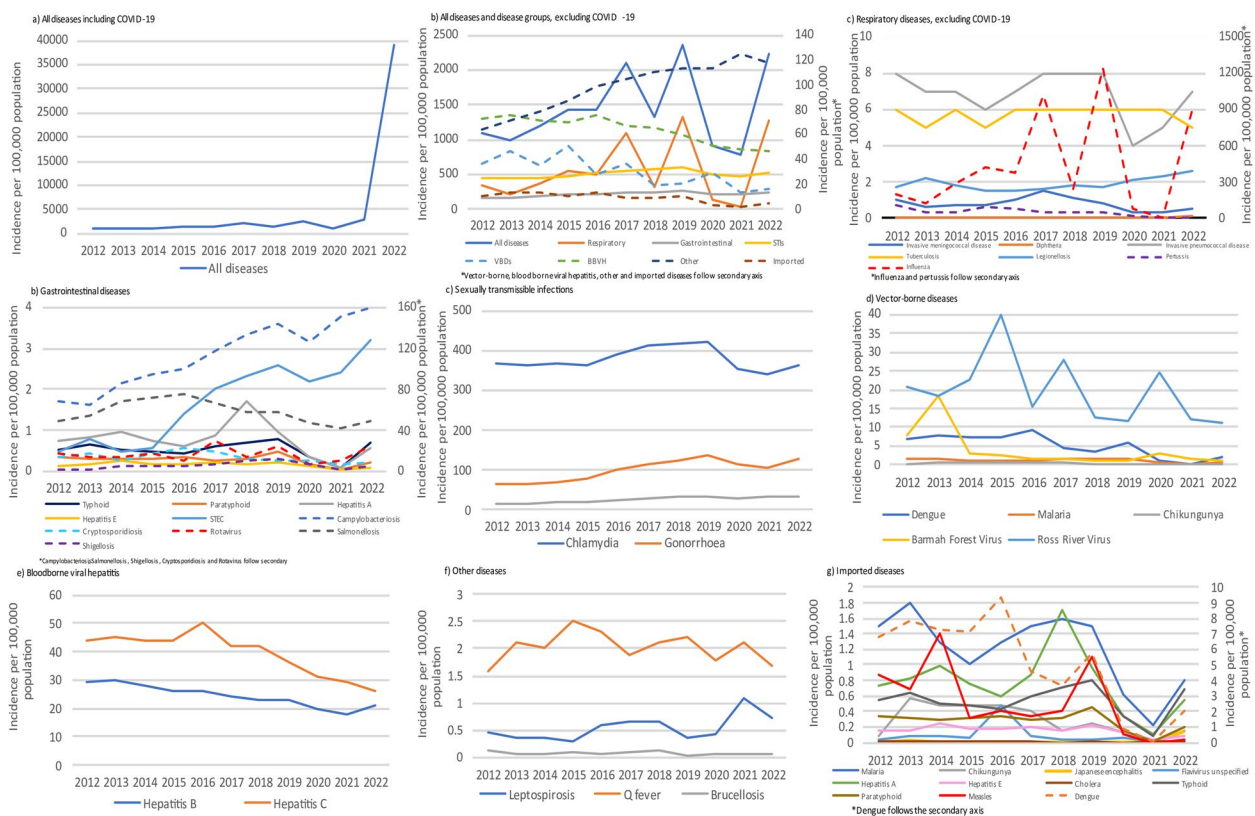 a) All diseases including COVID-19
Incidence per 100,000 population
40000
35000
30000
25000
20000
15000
10000
5000
0
2012 2013 2014 2015 2016 2017 2018 2019 2020 2021 2022
All diseases
b) All diseases and disease groups, excluding COVID -19
Incidence per 100,000 population
2500
2000
1500
1000
500
0
140
120
100
80
60
40
20
0
Incidence per 100,000
population*
2012 2013 2014 2015 2016 2017 2018 2019 2020 2021 2022
All diseases Respiratory Gastrointestinal STIs
VBDs BBVH Other Imported
*Vector-borne, blood borne viral hepatitis, other and imported diseases follow secondary axis
c) Respiratory diseases, excluding COVID-19
Incidence per 100,000 population
10
8
6
4
2
0
1500
1200
900
600
300
0
Incidence per 100,000 population*
2012 2013 2014 2015 2016 2017 2018 2019 2020 2021 2022
Invasive meningococcal disease Diphtheria Invasive pneumococcal disease
Tuberculosis Legionellosis Pertussis
Influenza
*Influenza and pertussis follow secondary axis
b) Gastrointestinal diseases
Incidence per 100,000 population
4
3
2
1
0
160
120
80
40
0
Incidence per 100,000 population*
2012 2013 2014 2015 2016 2017 2018 2019 2020 2021 2022
Typhoid Paratyphoid Hepatitis A
Hepatitis E STEC Campylobacteriosis
Cryptosporidiosis Rotavirus Salmonellosis
Shigellosis
*Campylobacteriosis, Salmonellosis, Shigellosis, Cryptosporidiosis and Rotavirus follow secondary
c) Sexually transmissible infections
Incidence per 100,000 population
500
400
300
200
100
0
2012 2013 2014 2015 2016 2017 2018 2019 2020 2021 2022
Chlamydia Gonorrhoea
d) Vector-borne diseases
Incidence per 100,000 population
40
35
30
25
20
15
10
5
0
2012 2013 2014 2015 2016 2017 2018 2019 2020 2021 2022
Dengue Malaria Chikungunya
Barmah Forest Virus Ross River Virus
e) Bloodborne viral hepatitis
Incidence per 100,000
population
60
50
40
30
20
10
0
2012 2013 2014 2015 2016 2017 2018 2019 2020 2021 2022
Hepatitis B Hepatitis C
f) Other diseases
Incidence per 100,000
population
3
2.5
2
1.5
1
0.5
0
2012 2013 2014 2015 2016 2017 2018 2019 2020 2021 2022
Leptospirosis Q fever Brucellosis
g) Imported diseases
Incidence per 100,000
population
2
1.8
1.6
1.4
1.2
1
0.8
0.6
0.4
0.2
0
10
9
8
7
6
5
4
3
2
1
0
Incidence per 100,000
population*
2012 2013 2014 2015 2016 2017 2018 2019 2020 2021 2022
Malaria Chikungunya Japanese encephalitis Flavivirus unspecified
Hepatitis A Hepatitis E Cholera Typhoid
Paratyphoid Measles Dengue
*Dengue follows the secondary axis